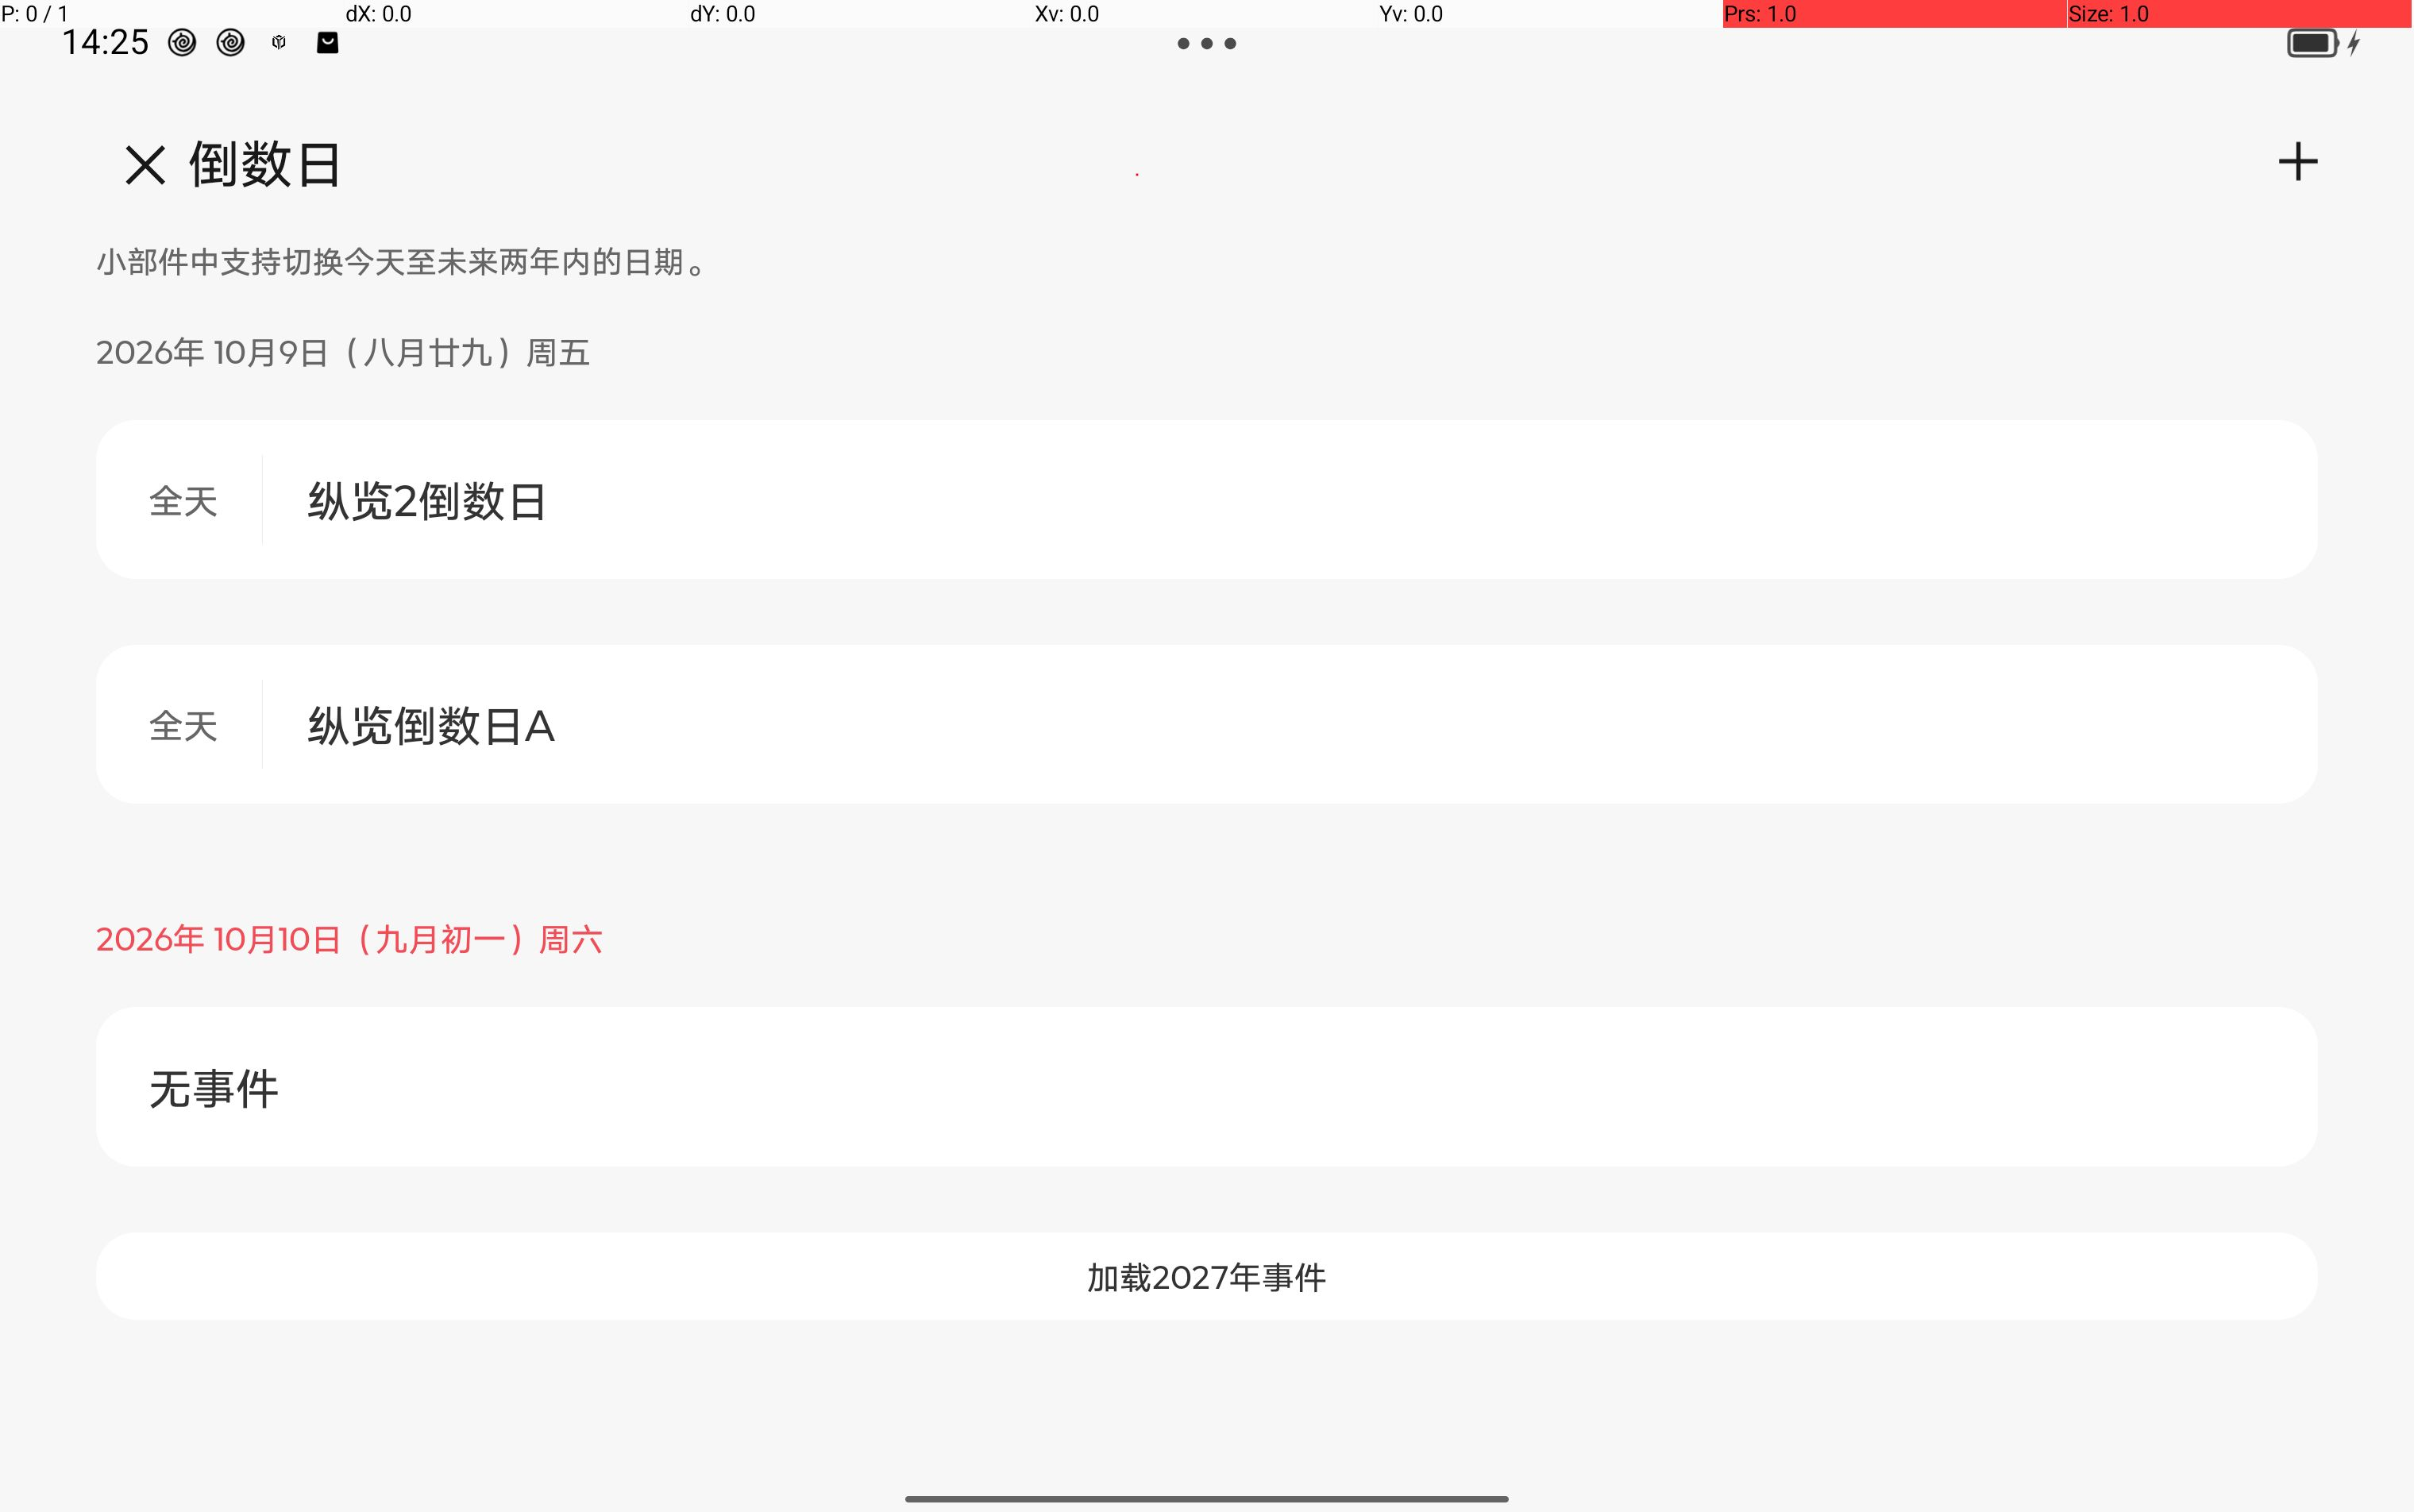 P: 0 / 1 dX: 0.0 dY: 0.0 Xv: 0.0 Yv: 0.0 Prs: 1.0 Size: 1.0
14:25
倒数日
小部件中支持切换今天至未来两年内的日期。
2026年 10月9日（八月廿九）周五
全天 纵览2倒数日
全天 纵览倒数日A
2026年 10月10日（九月初一）周六
无事件
加载2027年事件